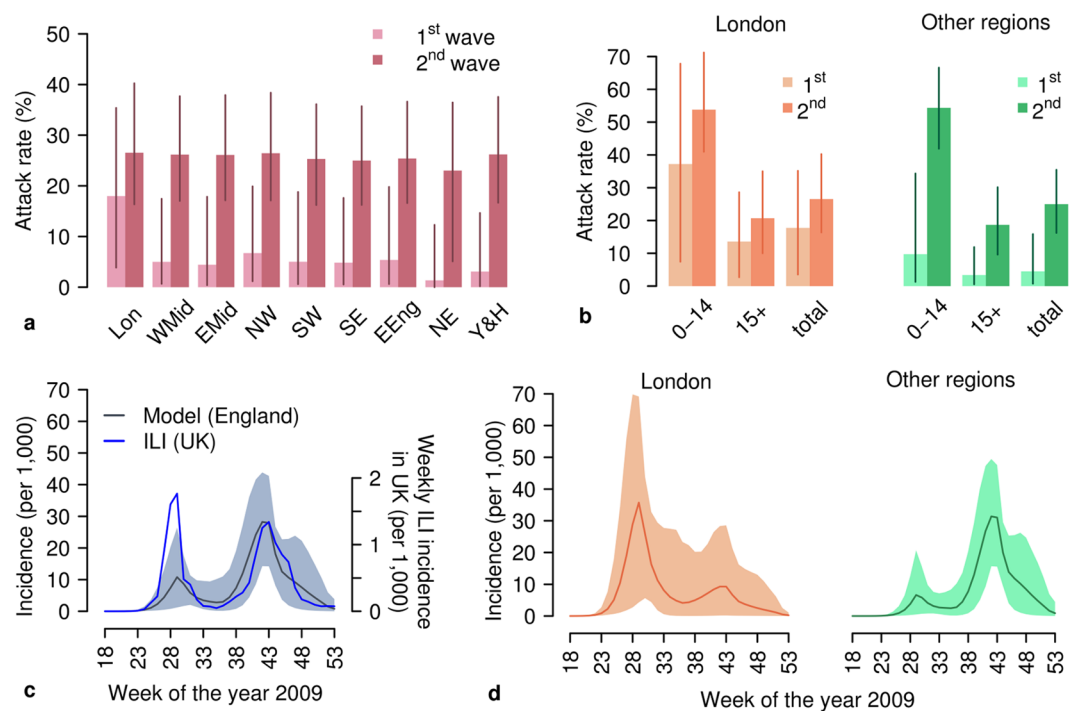 50
40
30
20
10
0
Attack rate (%)
1st wave
2nd wave
Lon
WMid
EMid
NW
SW
SE
EEng
NE
Y&H
a
London
Other regions
70
60
50
40
30
20
10
0
Attack rate (%)
1st
2nd
1st
2nd
0–14
15+
total
0–14
15+
total
b
70
60
50
40
30
20
10
0
Incidence (per 1,000)
Model (England)
ILI (UK)
2
1
0
Weekly ILI incidence
in UK (per 1,000)
18
23
28
33
38
43
48
53
Week of the year 2009
c
London
Other regions
70
60
50
40
30
20
10
0
Incidence (per 1,000)
18
23
28
33
38
43
48
53
18
23
28
33
38
43
48
53
Week of the year 2009
d